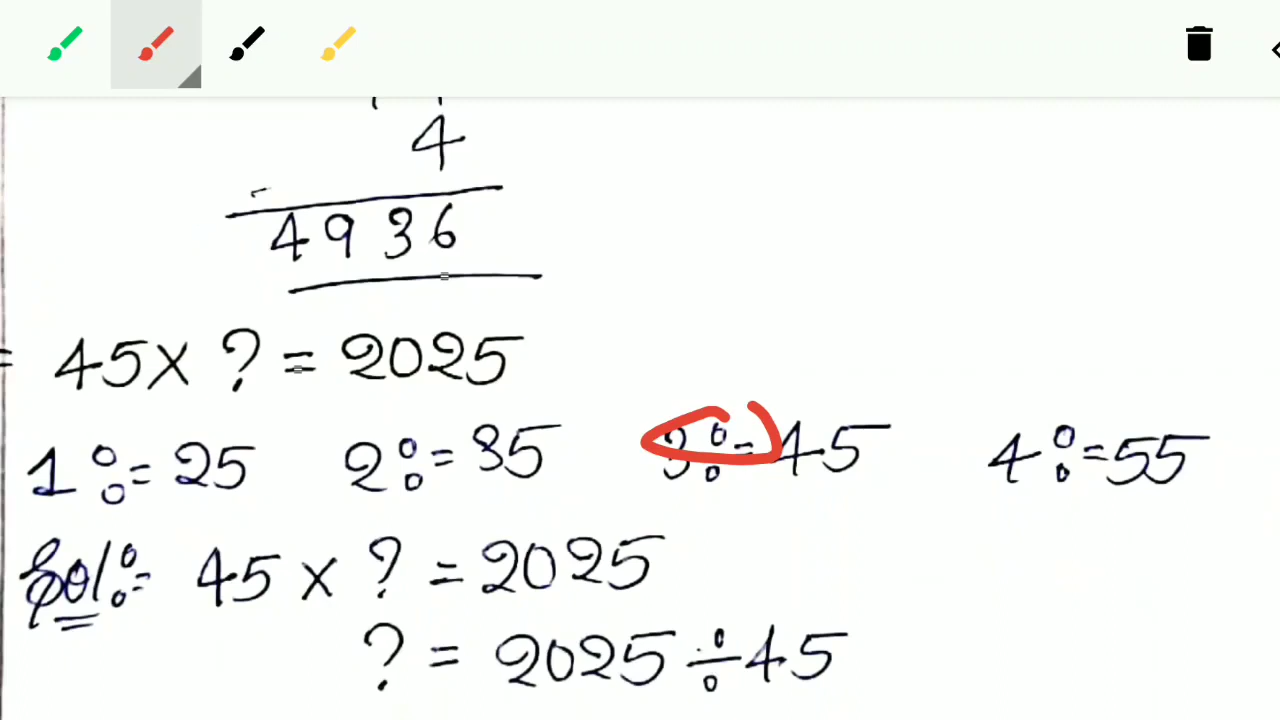 4
4936
= 45 × ? = 2025
1 := 25 2 := 35 3 := 45 4 := 55
Sol := 45 × ? = 2025
? = 2025 ÷ 45